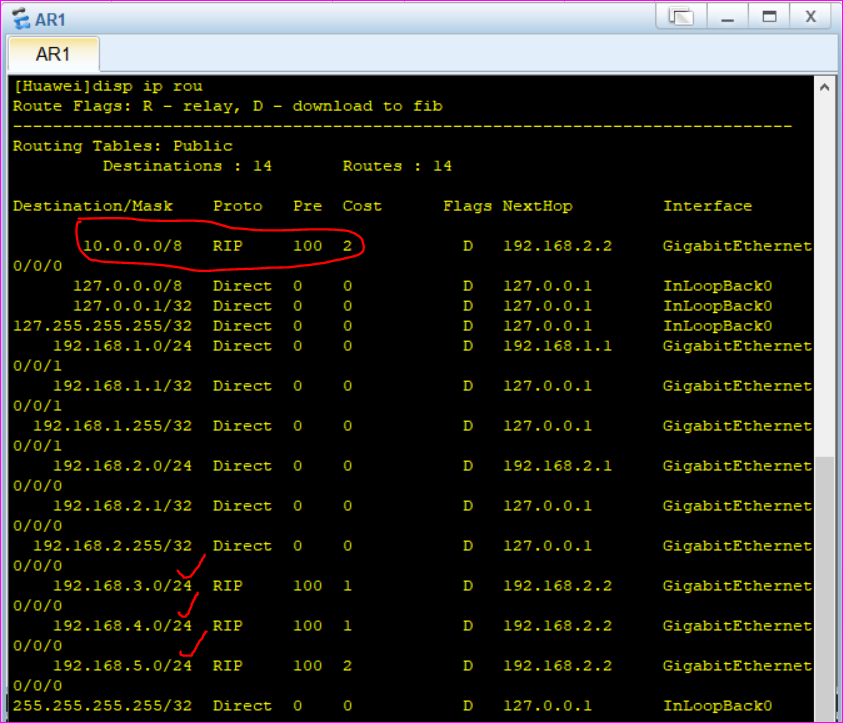 AR1
AR1
[Huawei]disp ip rou
Route Flags: R - relay, D - download to fib
------------------------------------------------------------------------------
Routing Tables: Public
Destinations : 14 Routes : 14
Destination/Mask Proto Pre Cost Flags NextHop Interface
10.0.0.0/8 RIP 100 2 D 192.168.2.2 GigabitEthernet
0/0/0
127.0.0.0/8 Direct 0 0 D 127.0.0.1 InLoopBack0
127.0.0.1/32 Direct 0 0 D 127.0.0.1 InLoopBack0
127.255.255.255/32 Direct 0 0 D 127.0.0.1 InLoopBack0
192.168.1.0/24 Direct 0 0 D 192.168.1.1 GigabitEthernet
0/0/1
192.168.1.1/32 Direct 0 0 D 127.0.0.1 GigabitEthernet
0/0/1
192.168.1.255/32 Direct 0 0 D 127.0.0.1 GigabitEthernet
0/0/1
192.168.2.0/24 Direct 0 0 D 192.168.2.1 GigabitEthernet
0/0/0
192.168.2.1/32 Direct 0 0 D 127.0.0.1 GigabitEthernet
0/0/0
192.168.2.255/32 Direct 0 0 D 127.0.0.1 GigabitEthernet
0/0/0
192.168.3.0/24 RIP 100 1 D 192.168.2.2 GigabitEthernet
0/0/0
192.168.4.0/24 RIP 100 1 D 192.168.2.2 GigabitEthernet
0/0/0
192.168.5.0/24 RIP 100 2 D 192.168.2.2 GigabitEthernet
0/0/0
255.255.255.255/32 Direct 0 0 D 127.0.0.1 InLoopBack0